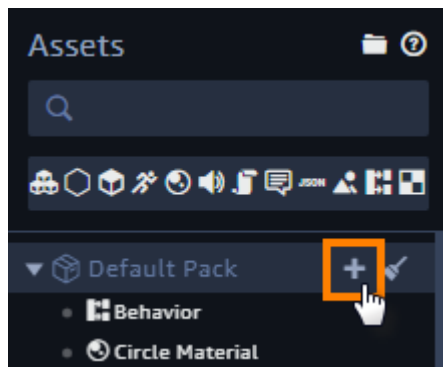 Assets
JSON
Default Pack
Behavior
Circle Material